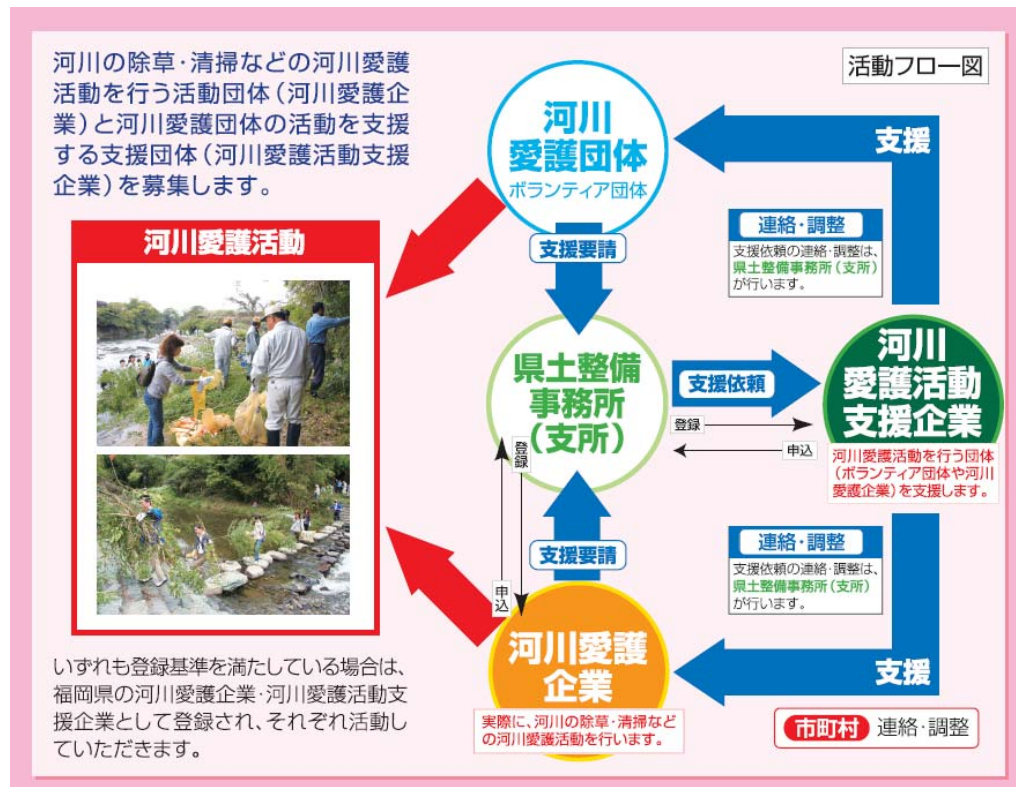 河川の除草・清掃などの河川愛護
活動を行う活動団体（河川愛護企
業）と河川愛護団体の活動を支援
する支援団体（河川愛護活動支援
企業）を募集します。
活動フロー図
河川
愛護団体
ボランティア団体
支援
河川愛護活動
支援要請
連絡・調整
支援依頼の連絡・調整は、
県土整備事務所（支所）
が行います。
県土整備
事務所
（支所）
支援依頼
登録
申込
河川
愛護活動
支援企業
河川愛護活動を行う団体
（ボランティア団体や河川
愛護企業）を支援します。
登録
申込
支援要請
連絡・調整
支援依頼の連絡・調整は、
県土整備事務所（支所）
が行います。
河川愛護
企業
実際に、河川の除草・清掃など
の河川愛護活動を行います。
支援
いずれも登録基準を満たしている場合は、
福岡県の河川愛護企業・河川愛護活動支
援企業として登録され、それぞれ活動し
ていただきます。
市町村 連絡・調整